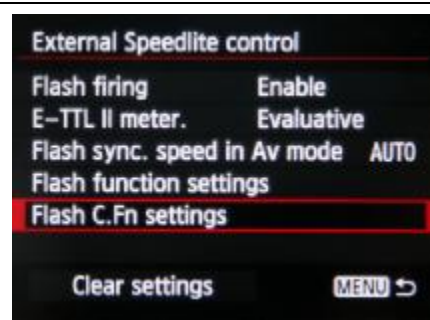 External Speedlite control
Flash firing Enable
E-TTL II meter. Evaluative
Flash sync. speed in Av mode AUTO
Flash function settings
Flash C.Fn settings
Clear settings MENU